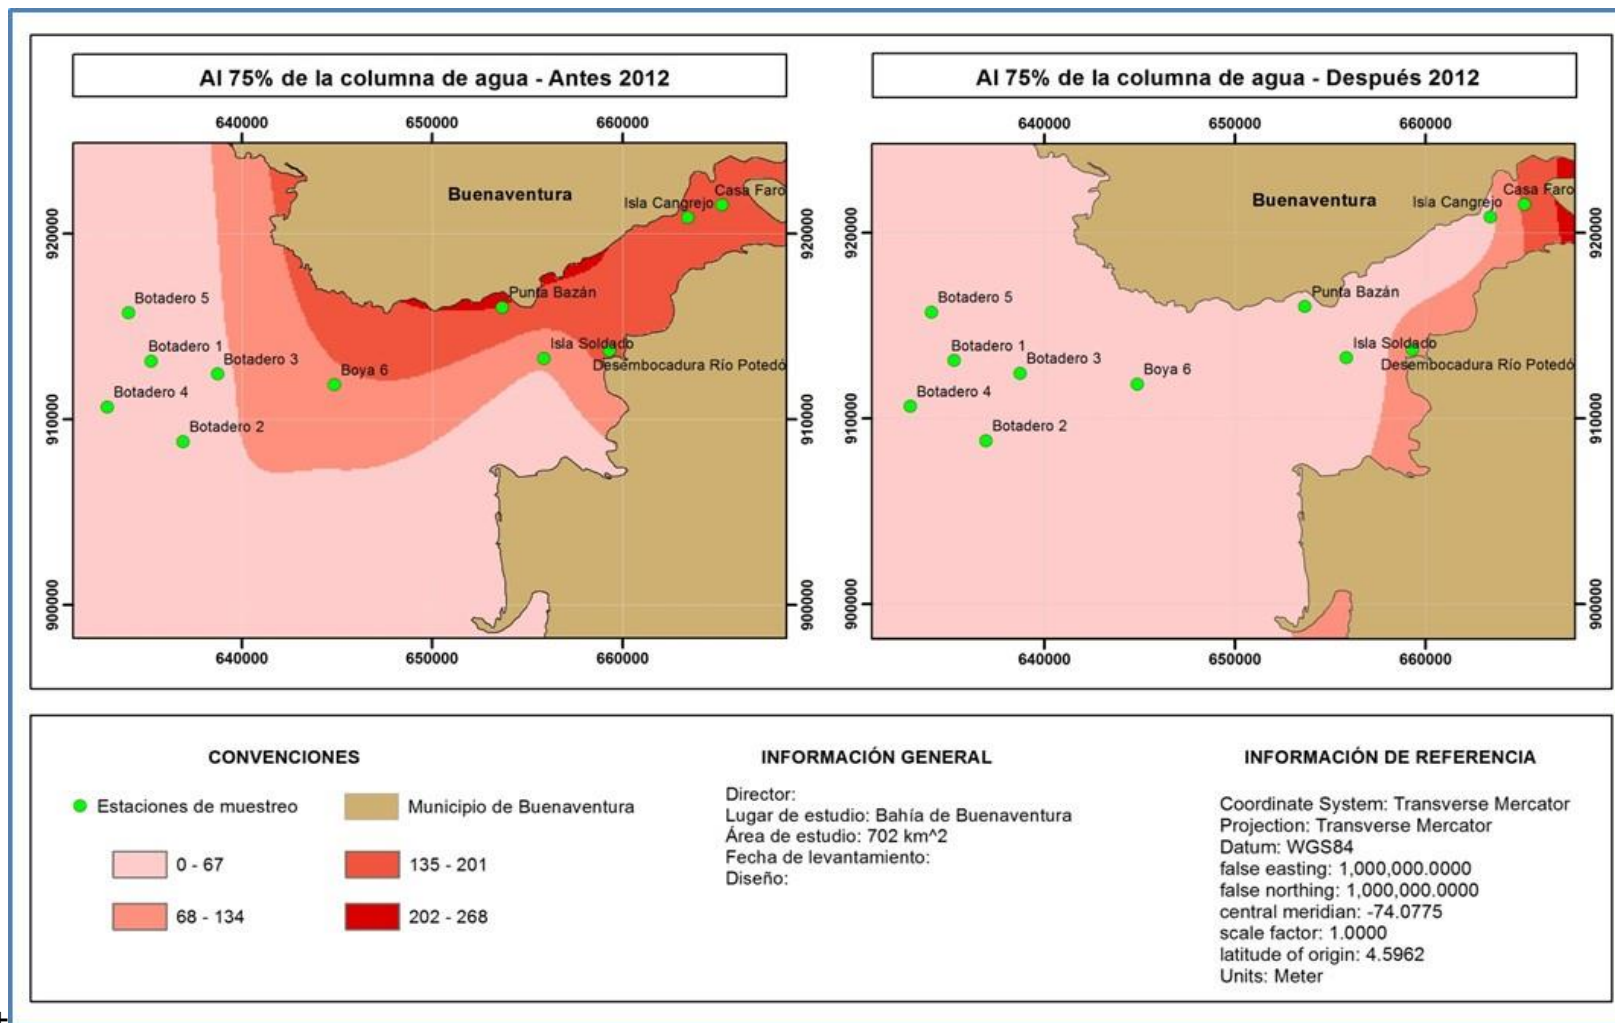 Al 75% de la columna de agua - Antes 2012
640000 650000 660000
920000
910000
900000
Buenaventura
Casa Faro
Isla Cangrejo
Punta Bazán
Botadero 5
Botadero 1
Botadero 3
Isla Soldado
Desembocadura Río Potedó
Boya 6
Botadero 4
Botadero 2
920000
910000
900000
640000 650000 660000
Al 75% de la columna de agua - Después 2012
640000 650000 660000
920000
910000
900000
Buenaventura
Casa Faro
Isla Cangrejo
Punta Bazán
Botadero 5
Botadero 1
Botadero 3
Isla Soldado
Desembocadura Río Potedó
Boya 6
Botadero 4
Botadero 2
920000
910000
900000
640000 650000 660000
CONVENCIONES
Estaciones de muestreo
Municipio de Buenaventura
0 - 67
135 - 201
68 - 134
202 - 268
INFORMACIÓN GENERAL
Director:
Lugar de estudio: Bahía de Buenaventura
Área de estudio: 702 km^2
Fecha de levantamiento:
Diseño:
INFORMACIÓN DE REFERENCIA
Coordinate System: Transverse Mercator
Projection: Transverse Mercator
Datum: WGS84
false easting: 1,000,000.0000
false northing: 1,000,000.0000
central meridian: -74.0775
scale factor: 1.0000
latitude of origin: 4.5962
Units: Meter